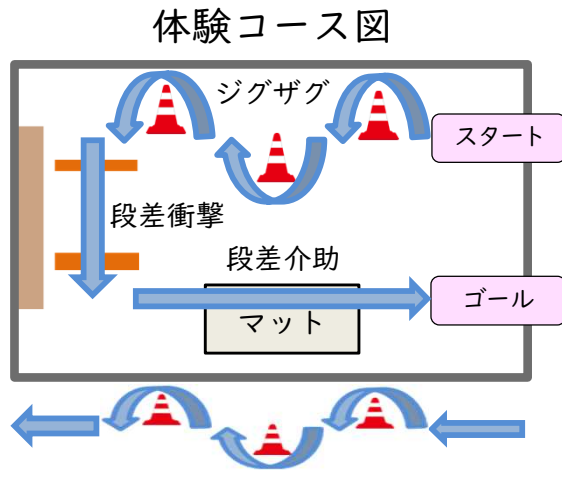 体験コース図
ジグザグ
スタート
段差衝撃
段差介助
マット
ゴール